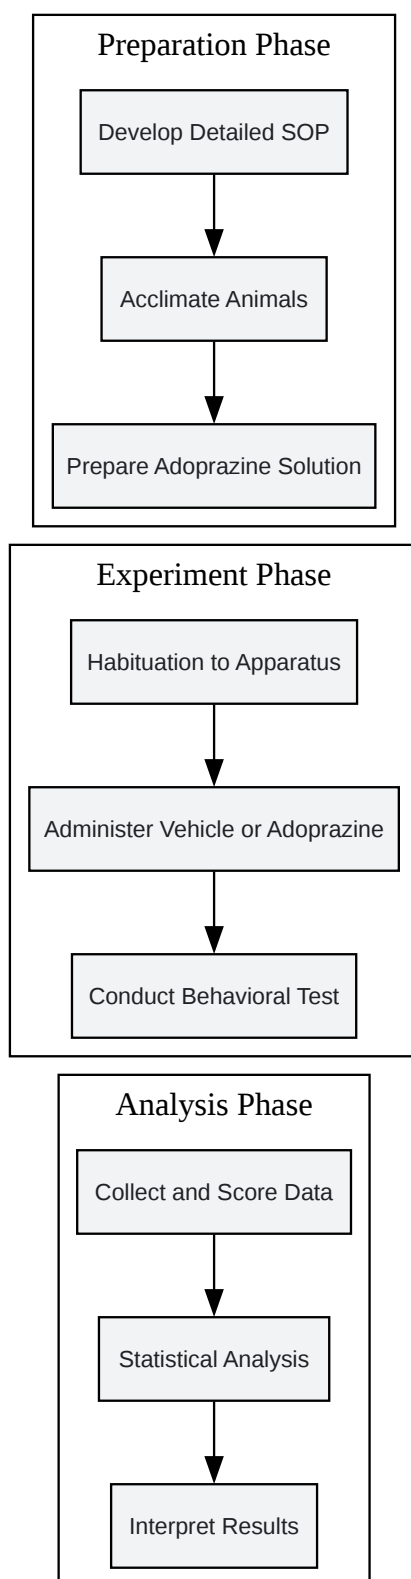 Preparation Phase
Develop Detailed SOP
Acclimate Animals
Prepare Adoprazine Solution
Experiment Phase
Habituation to Apparatus
Administer Vehicle or Adoprazine
Conduct Behavioral Test
Analysis Phase
Collect and Score Data
Statistical Analysis
Interpret Results